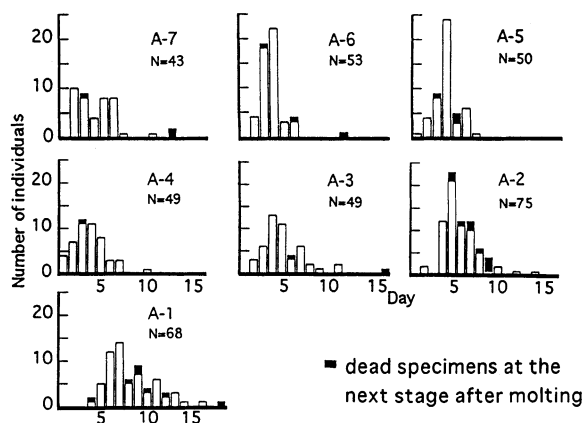 20
10
0
A-7
N=43
A-6
N=53
A-5
N=50
Number of individuals
20
10
0
A-4
N=49
5 10 15
A-3
N=49
5 10 15
Day
A-2
N=75
5 10 15
20
10
0
A-1
N=68
5 10 15
dead specimens at the
next stage after molting